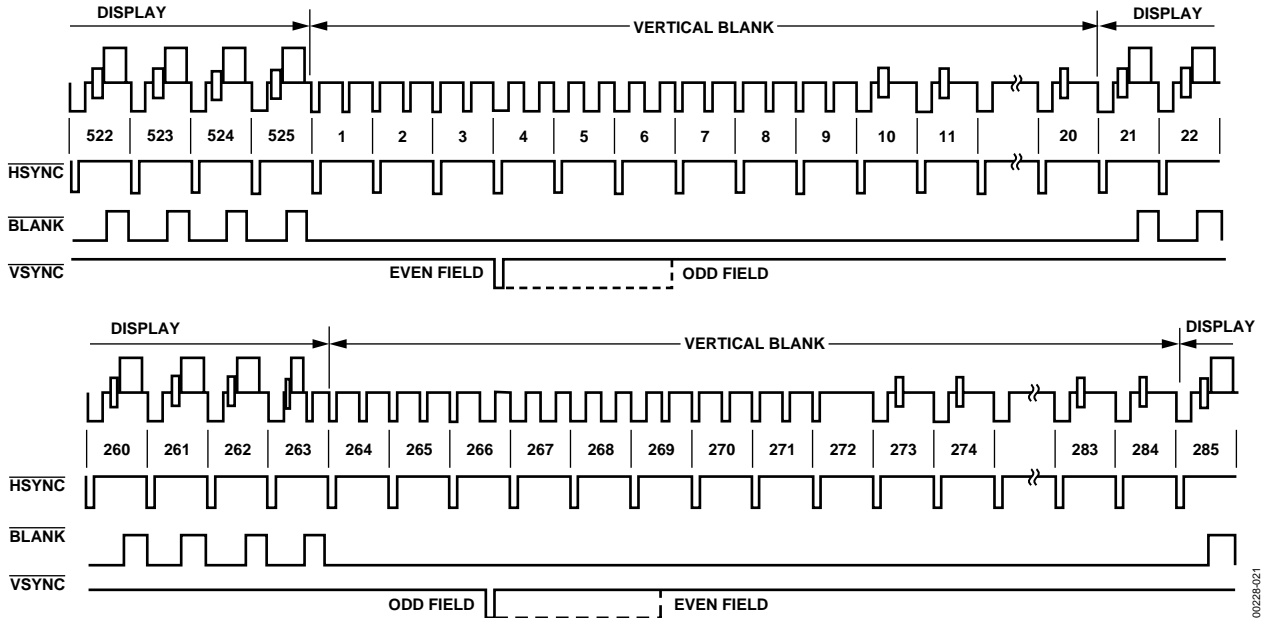 DISPLAY VERTICAL BLANK DISPLAY
522 523 524 525 1 2 3 4 5 6 7 8 9 10 11 20 21 22
HSYNC
BLANK
VSYNC EVEN FIELD ODD FIELD
DISPLAY VERTICAL BLANK DISPLAY
260 261 262 263 264 265 266 267 268 269 270 271 272 273 274 283 284 285
HSYNC
BLANK
VSYNC
ODD FIELD EVEN FIELD
00228-021